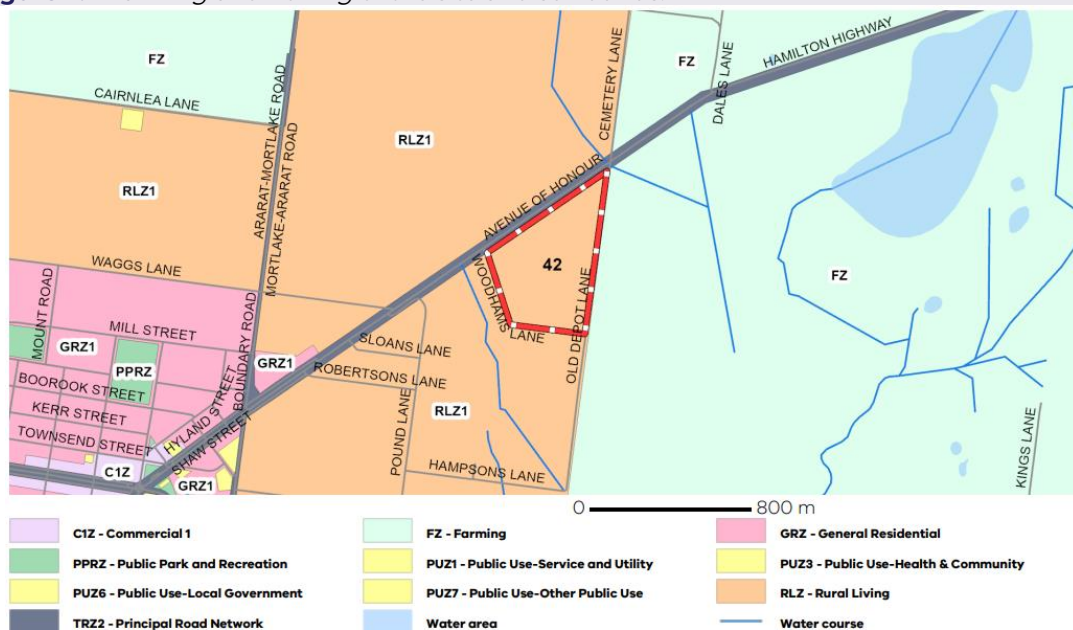 FZ
CAIRNLEA LANE
ARARAT-MORTLAKE ROAD
MORTLAKE-ARARAT ROAD
RLZ1
RLZ1
CEMETERY LANE
FZ
DALES LANE
HAMILTON HIGHWAY
AVENUE OF HONOUR
WAGGS LANE
MOUNT ROAD
MILL STREET
GRZ1
PPRZ
BOOROOK STREET
KERR STREET
TOWNSEND STREET
HYLAND STREET
BOUNDARY ROAD
GRZ1
SHAW STREET
C1Z
GRZ1
SLOANS LANE
ROBERTSONS LANE
POUND LANE
RLZ1
HAMPSONS LANE
WOODHAMS LANE
42
OLD DEPOT LANE
FZ
KINGS LANE
0 800 m
C1Z - Commercial 1
FZ - Farming
GRZ - General Residential
PPRZ - Public Park and Recreation
PUZ1 - Public Use-Service and Utility
PUZ3 - Public Use-Health & Community
PUZ6 - Public Use-Local Government
PUZ7 - Public Use-Other Public Use
RLZ - Rural Living
TRZ2 - Principal Road Network
Water area
Water course